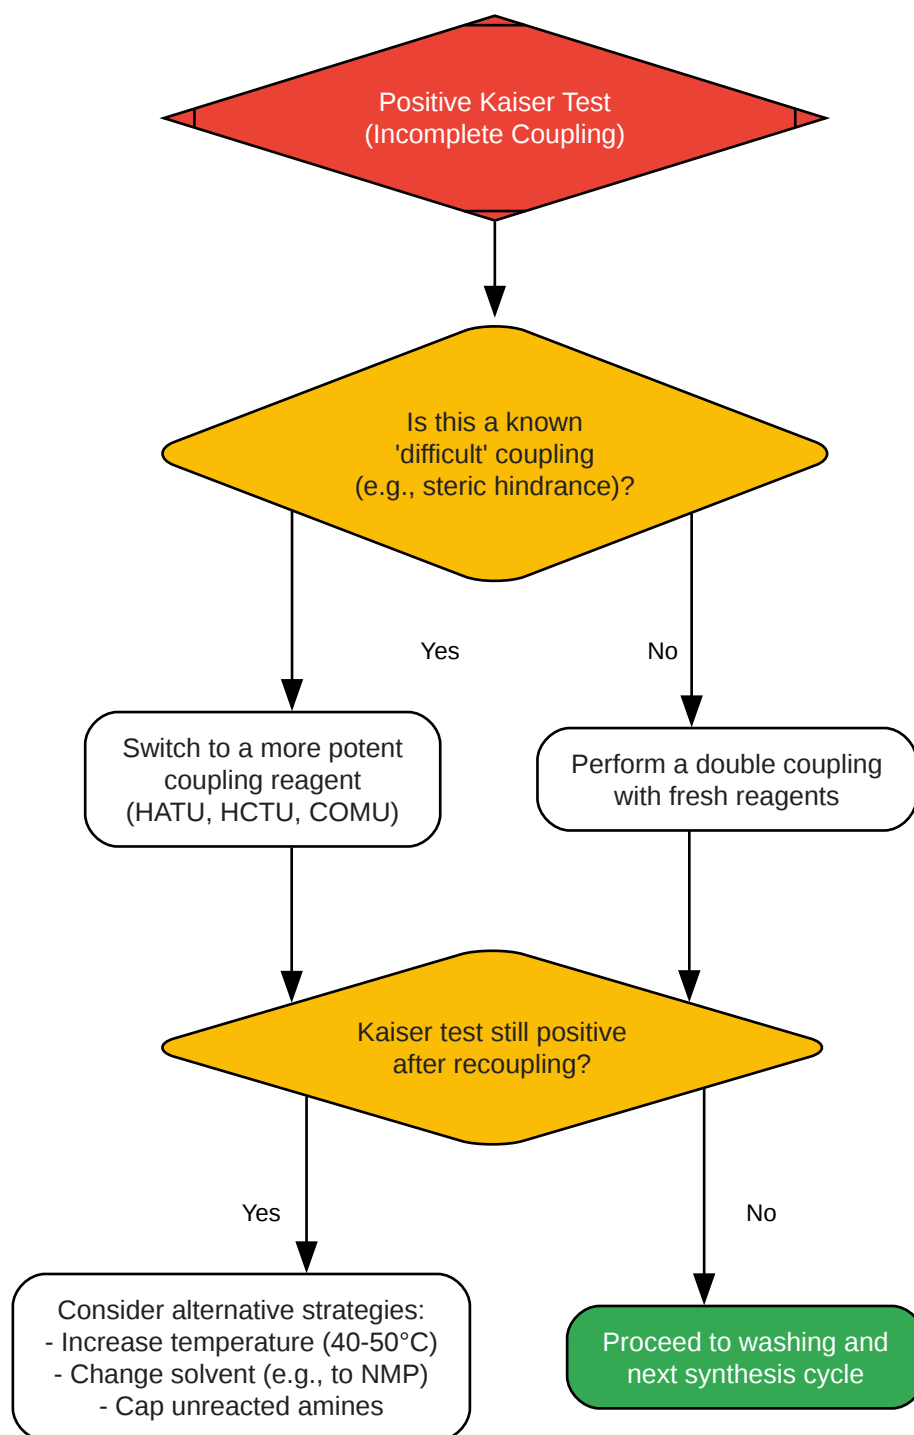 Positive Kaiser Test
(Incomplete Coupling)
Is this a known
'difficult' coupling
(e.g., steric hindrance)?
Yes
No
Switch to a more potent
coupling reagent
(HATU, HCTU, COMU)
Perform a double coupling
with fresh reagents
Kaiser test still positive
after recoupling?
Yes
No
Consider alternative strategies:
- Increase temperature (40-50°C)
- Change solvent (e.g., to NMP)
- Cap unreacted amines
Proceed to washing and
next synthesis cycle